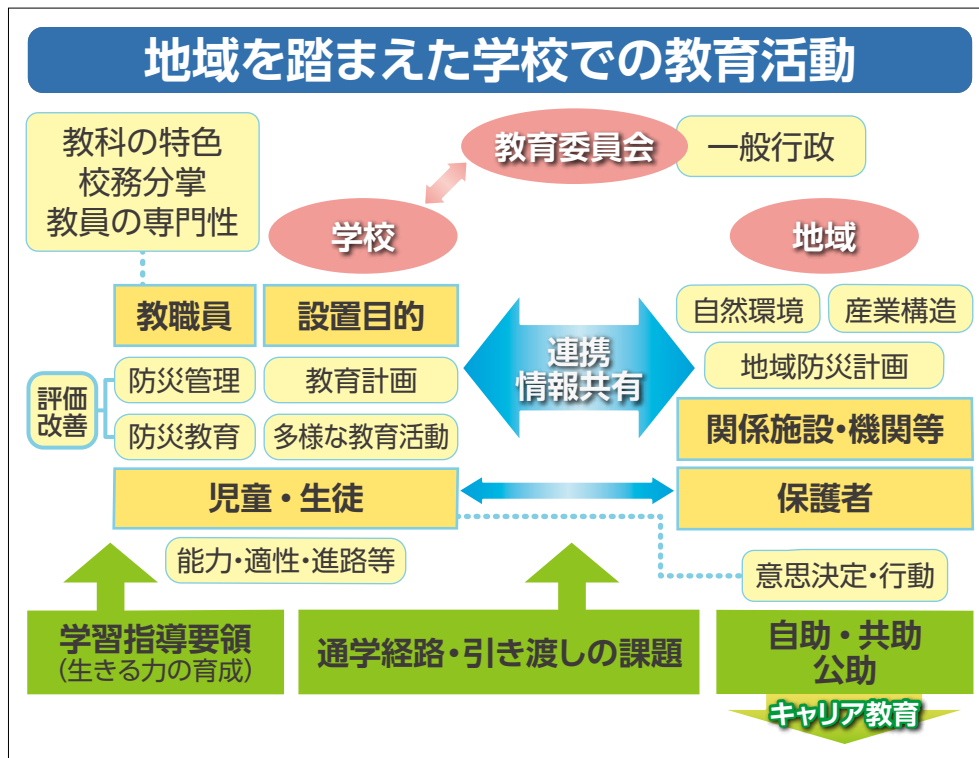 地域を踏まえた学校での教育活動
教科の特色
校務分掌
教員の専門性
教育委員会
一般行政
学校
地域
教職員
設置目的
自然環境
産業構造
連携
情報共有
防災管理
教育計画
地域防災計画
評価
改善
防災教育
多様な教育活動
関係施設・機関等
児童・生徒
保護者
能力・適性・進路等
意思決定・行動
学習指導要領
(生きる力の育成)
通学経路・引き渡しの課題
自助・共助
公助
キャリア教育